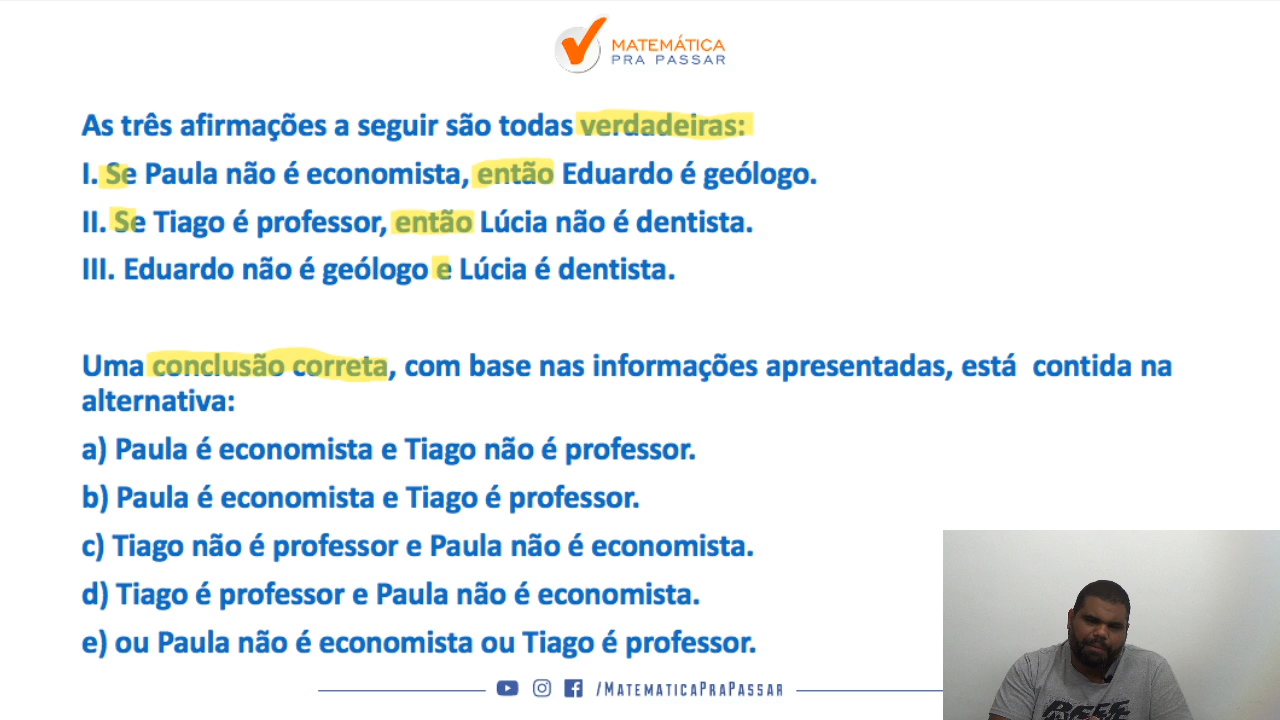 MATEMÁTICA
PRA PASSAR
As três afirmações a seguir são todas verdadeiras:
I. Se Paula não é economista, então Eduardo é geólogo.
II. Se Tiago é professor, então Lúcia não é dentista.
III. Eduardo não é geólogo e Lúcia é dentista.
Uma conclusão correta, com base nas informações apresentadas, está contida na
alternativa:
a) Paula é economista e Tiago não é professor.
b) Paula é economista e Tiago é professor.
c) Tiago não é professor e Paula não é economista.
d) Tiago é professor e Paula não é economista.
e) ou Paula não é economista ou Tiago é professor.
/MATEMATICAPRAPASSAR